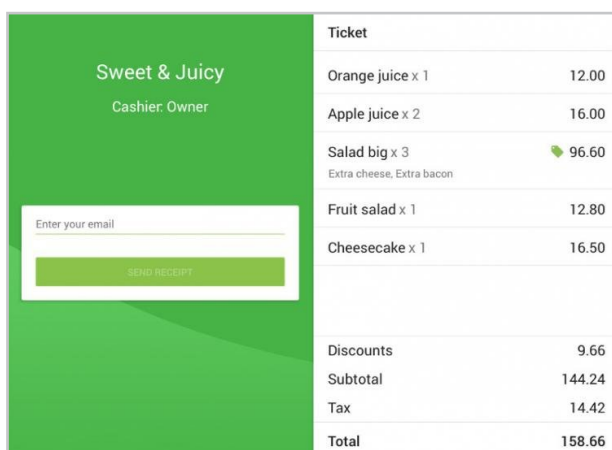 Sweet & Juicy
Cashier: Owner
Enter your email
SEND RECEIPT
Ticket
Orange juice x 1 12.00
Apple juice x 2 16.00
Salad big x 3 96.60
Extra cheese, Extra bacon
Fruit salad x 1 12.80
Cheesecake x 1 16.50
Discounts 9.66
Subtotal 144.24
Tax 14.42
Total 158.66